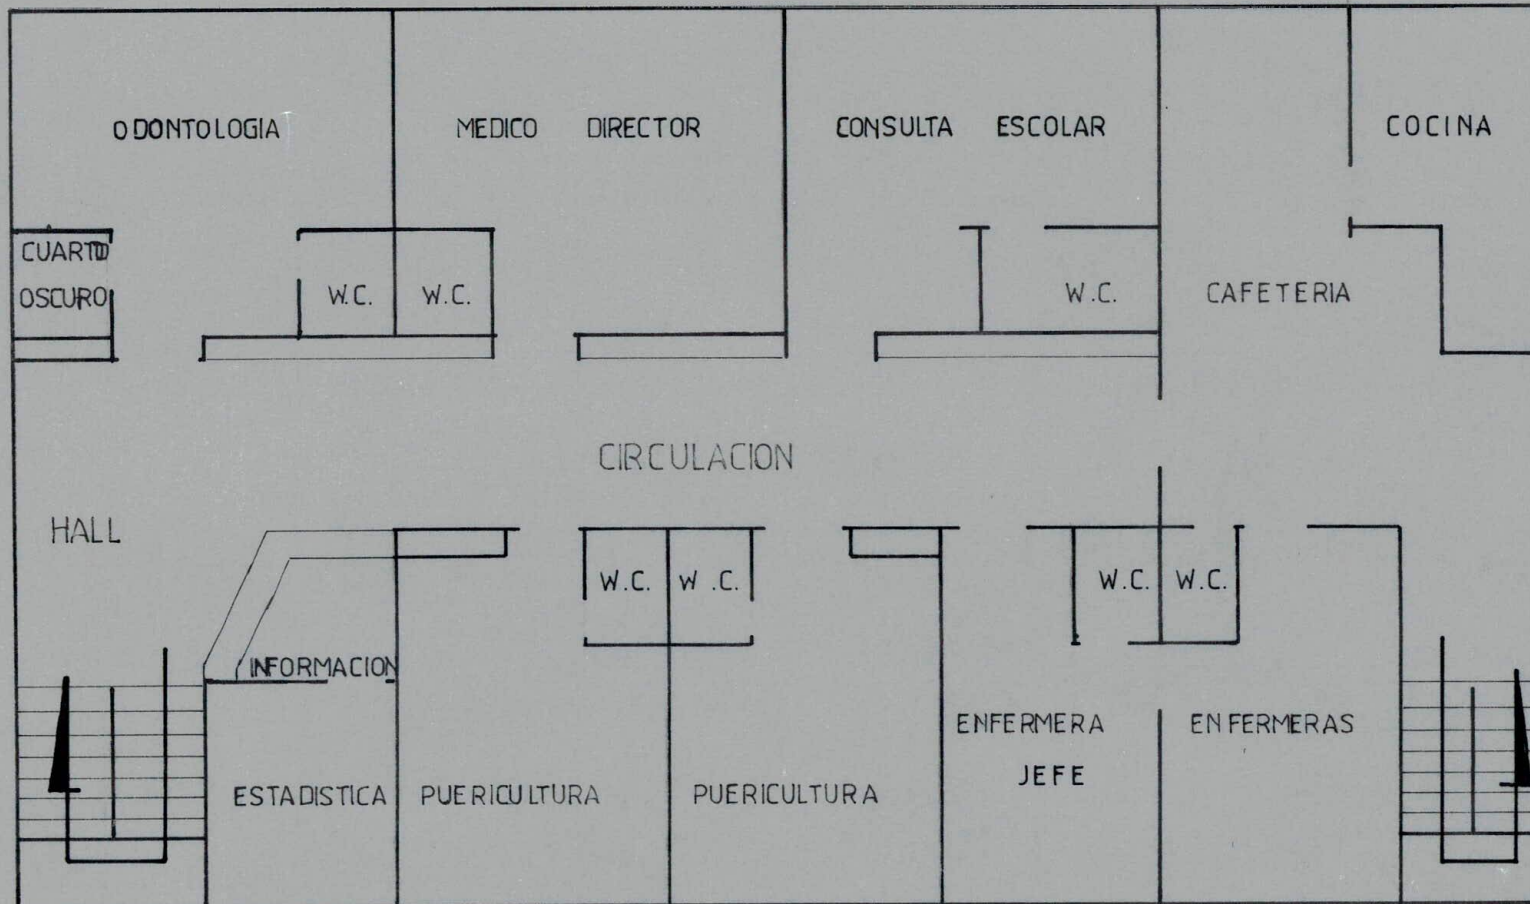 ODONTOLOGIA
MEDICO DIRECTOR
CONSULTA ESCOLAR
COCINA
CUARTO
OSCURO
W.C.
W.C.
W.C.
CAFETERIA
CIRCULACION
HALL
W.C.
W.C.
W.C.
W.C.
INFORMACION
ENFERMERA
JEFE
ENFERMERAS
ESTADISTICA
PUERICULTURA
PUERICULTURA